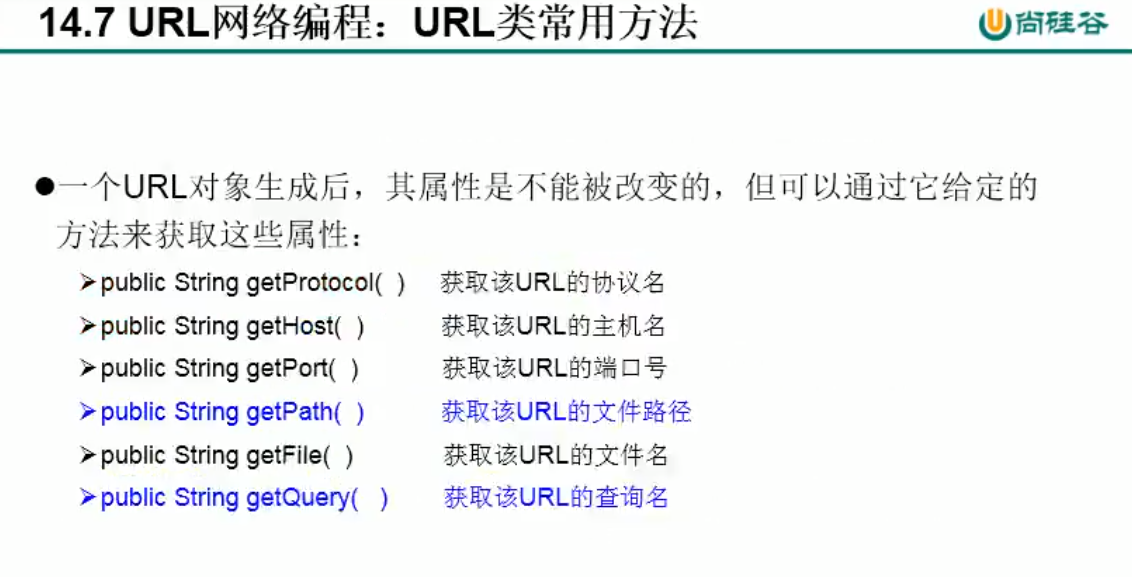 14.7 URL网络编程：URL类常用方法
尚硅谷
●一个URL对象生成后，其属性是不能被改变的，但可以通过它给定的
方法来获取这些属性：
➢public String getProtocol( ) 获取该URL的协议名
➢public String getHost( ) 获取该URL的主机名
➢public String getPort( ) 获取该URL的端口号
➢public String getPath( ) 获取该URL的文件路径
➢public String getFile( ) 获取该URL的文件名
➢public String getQuery( ) 获取该URL的查询名